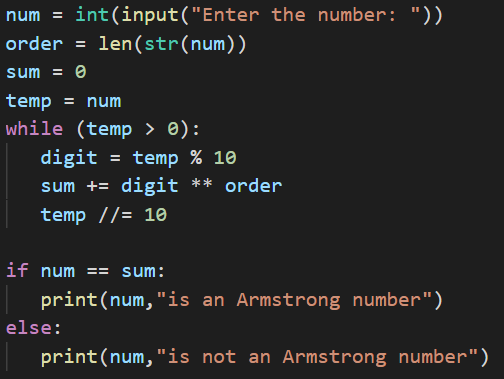 num = int(input("Enter the number: "))
order = len(str(num))
sum = 0
temp = num
while (temp > 0):
    digit = temp % 10
    sum += digit ** order
    temp //= 10

if num == sum:
    print(num,"is an Armstrong number")
else:
    print(num,"is not an Armstrong number")